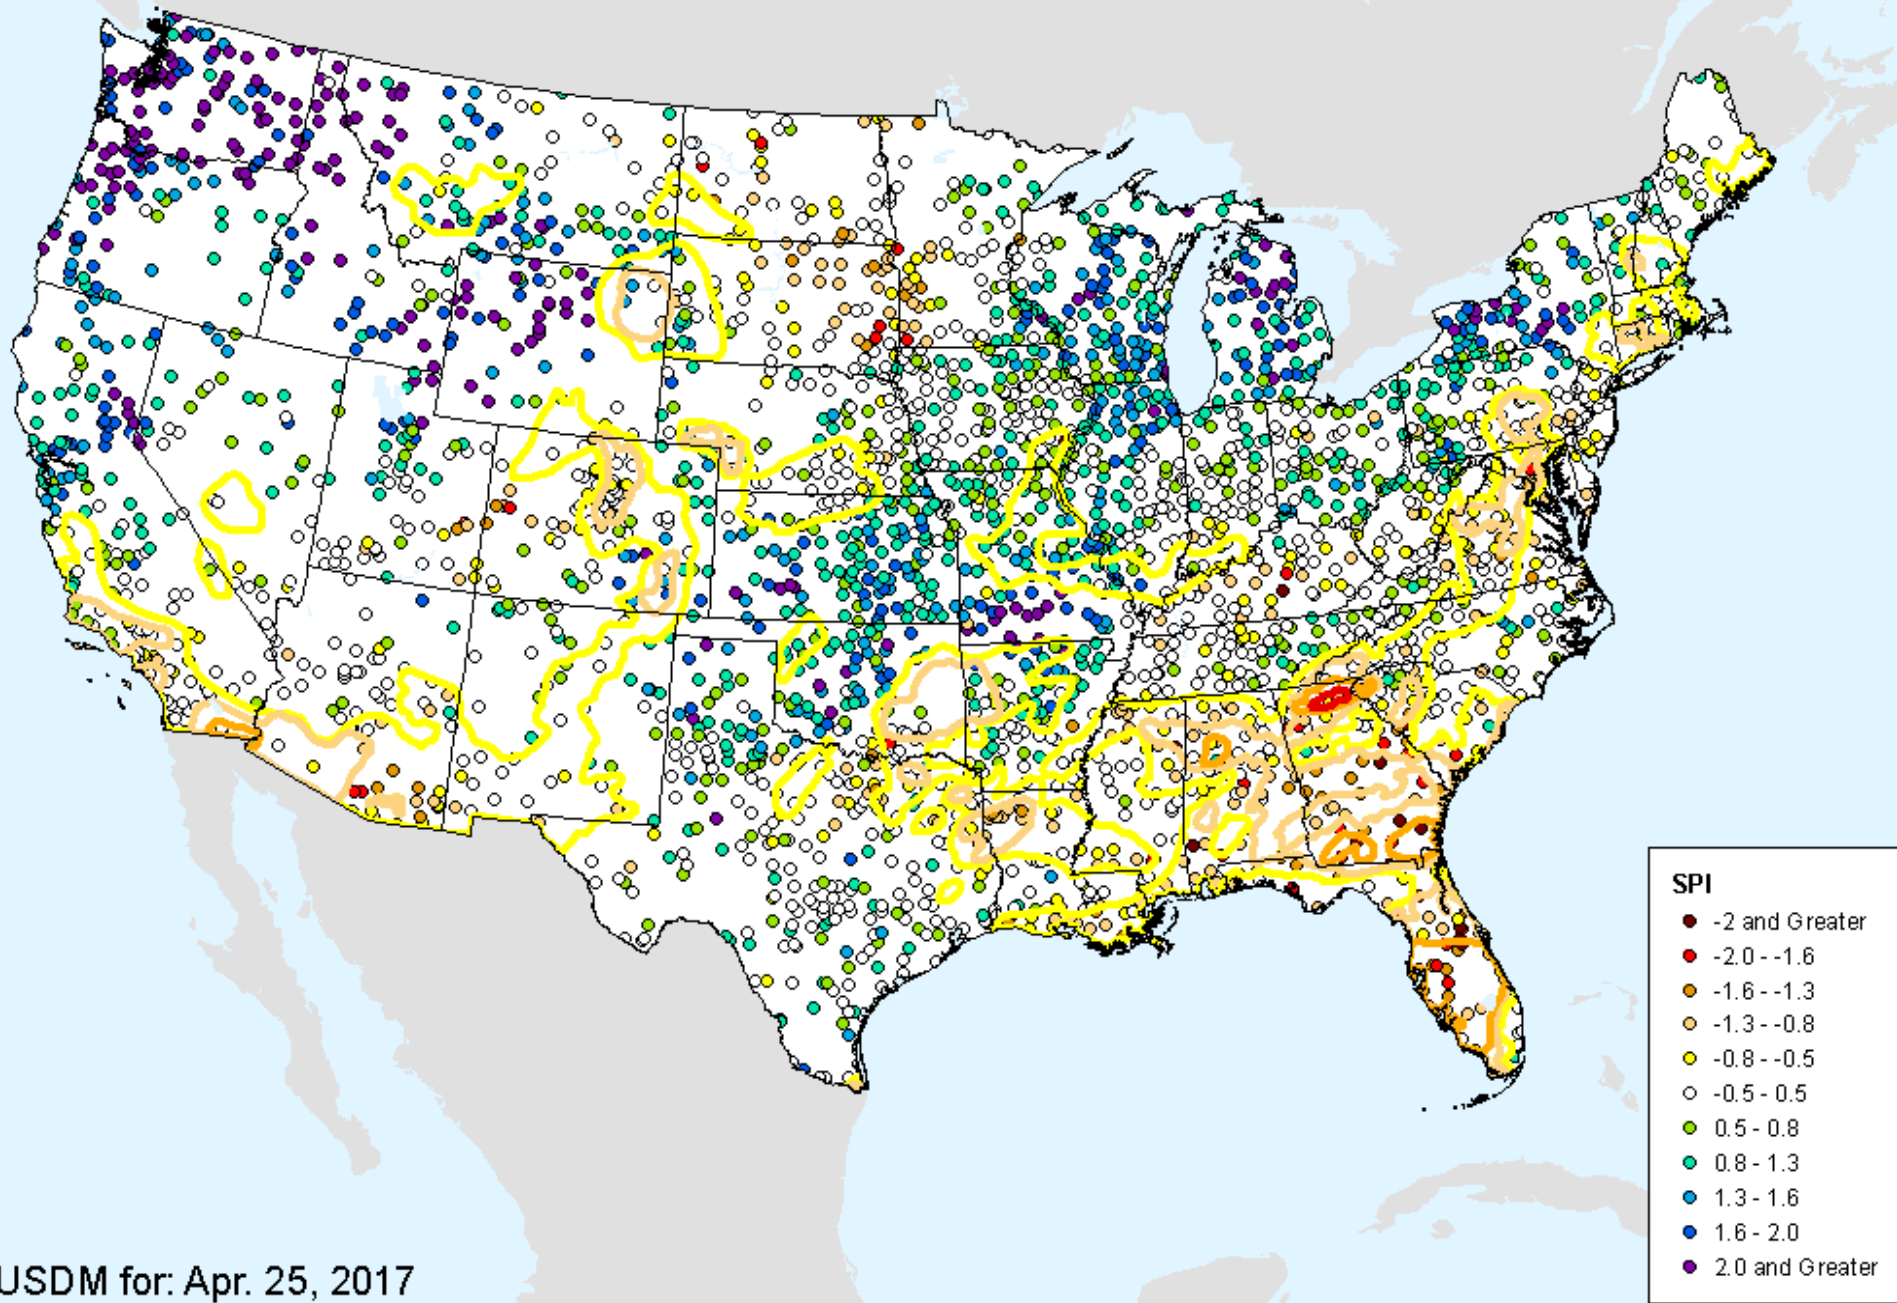 SPI
-2 and Greater
-2.0 - -1.6
-1.6 - -1.3
-1.3 - -0.8
-0.8 - -0.5
-0.5 - 0.5
0.5 - 0.8
0.8 - 1.3
1.3 - 1.6
1.6 - 2.0
2.0 and Greater
USDM for: Apr. 25, 2017